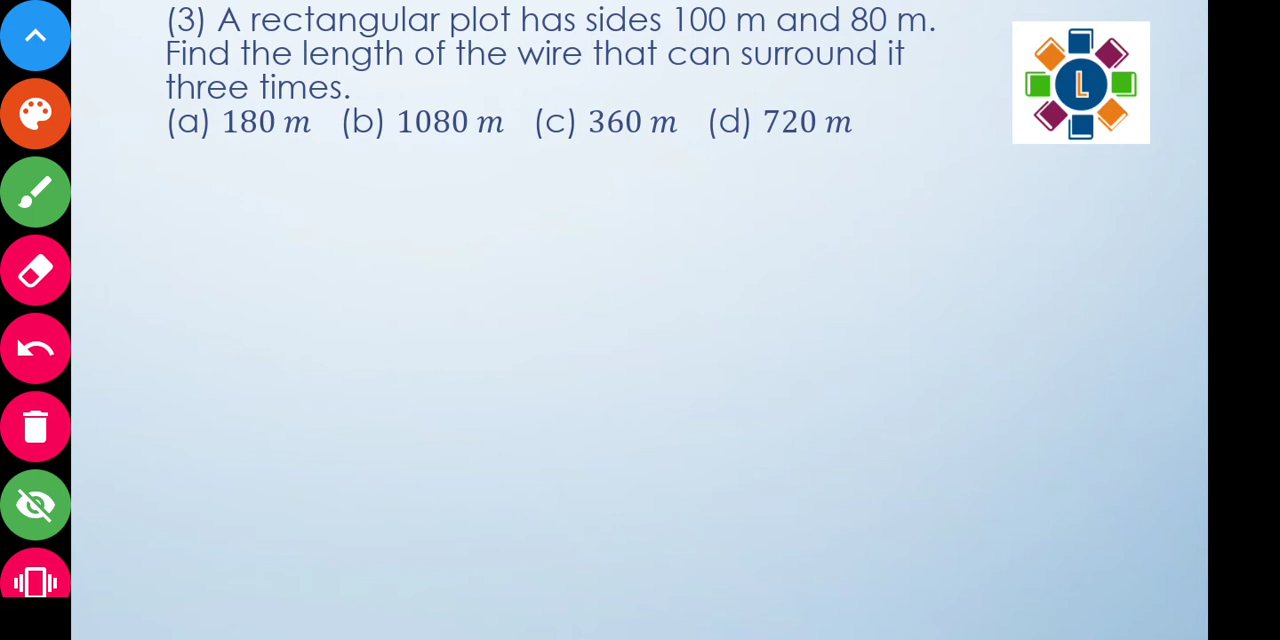 (3) A rectangular plot has sides 100 m and 80 m.
Find the length of the wire that can surround it
three times.
(a) 180 m (b) 1080 m (c) 360 m (d) 720 m
L